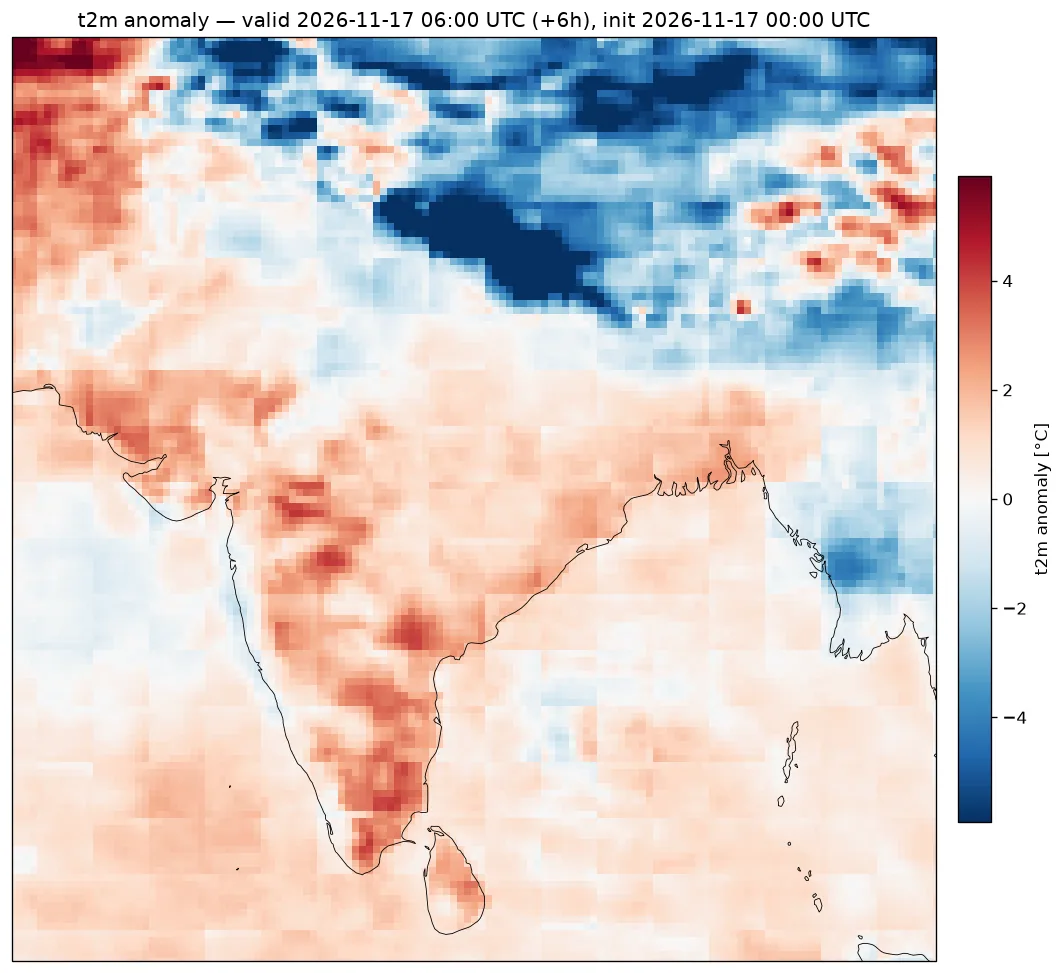 t2m anomaly — valid 2026-11-17 06:00 UTC (+6h), init 2026-11-17 00:00 UTC
4
2
0
−2
−4
t2m anomaly [°C]